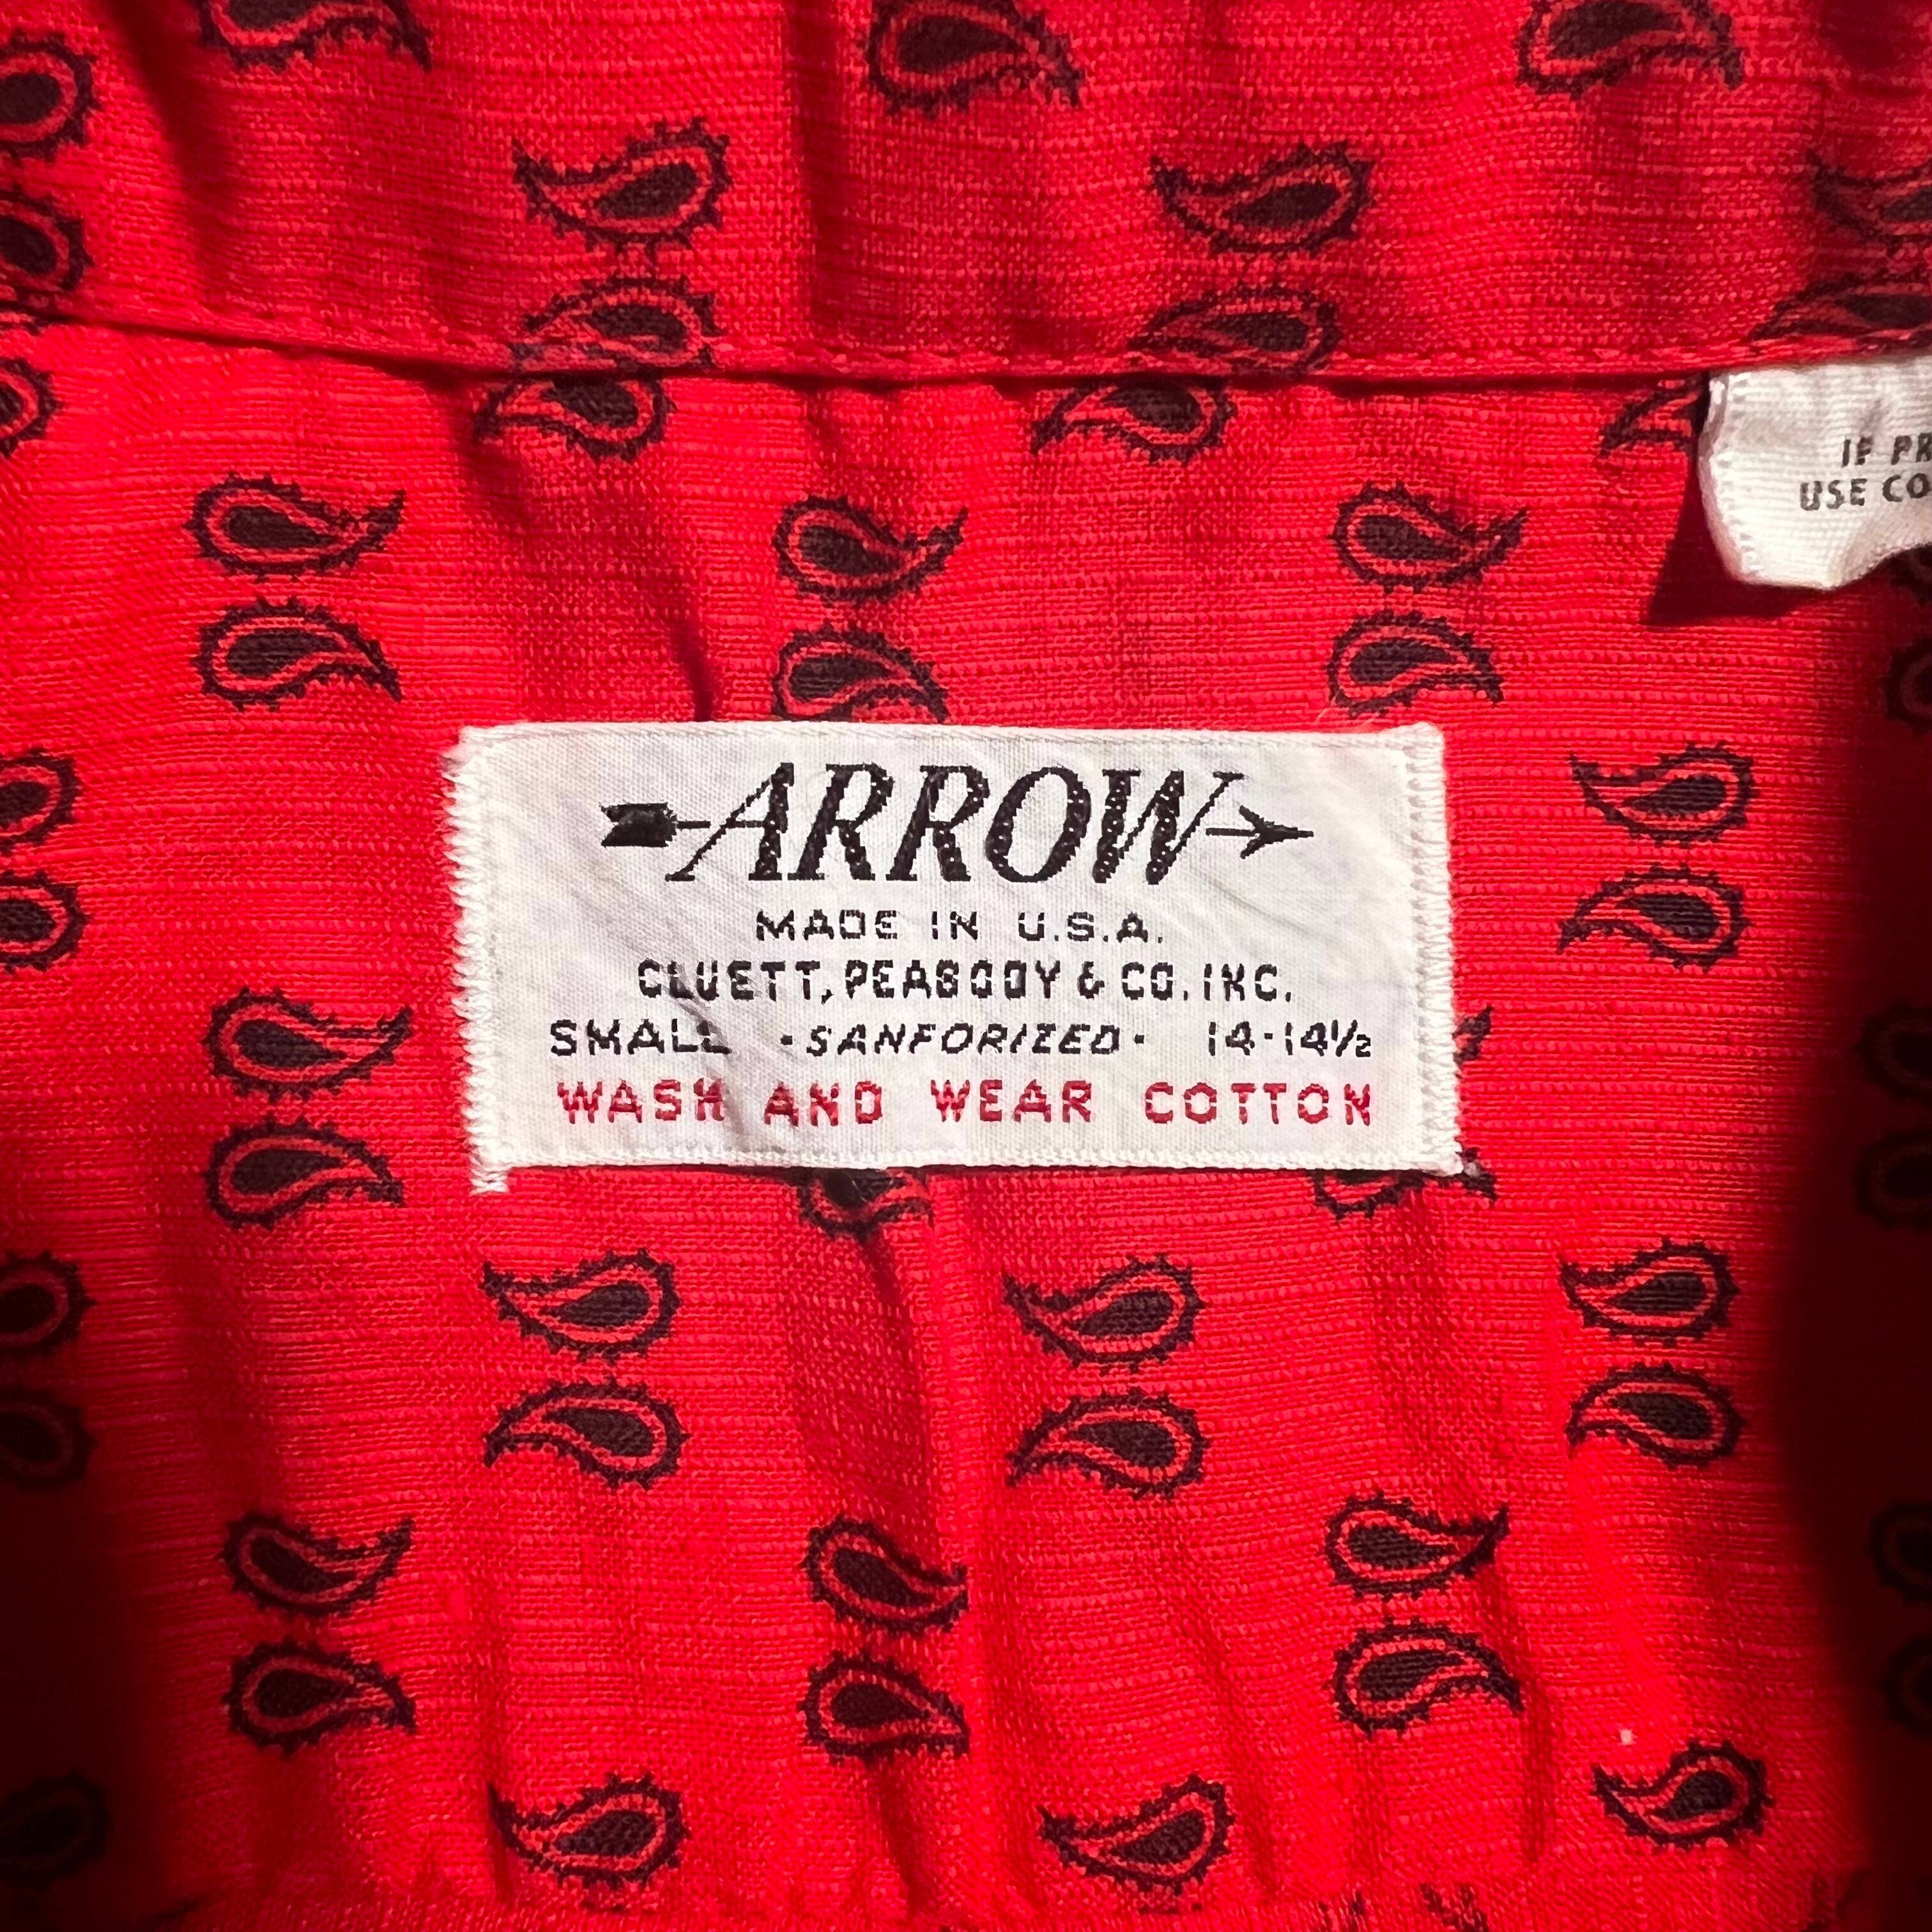 IF PR
USE CO
ARROW
MADE IN U.S.A.
CLUETT, PEABODY & CO. INC.
SMALL · SANFORIZED · 14-14½
WASH AND WEAR COTTON